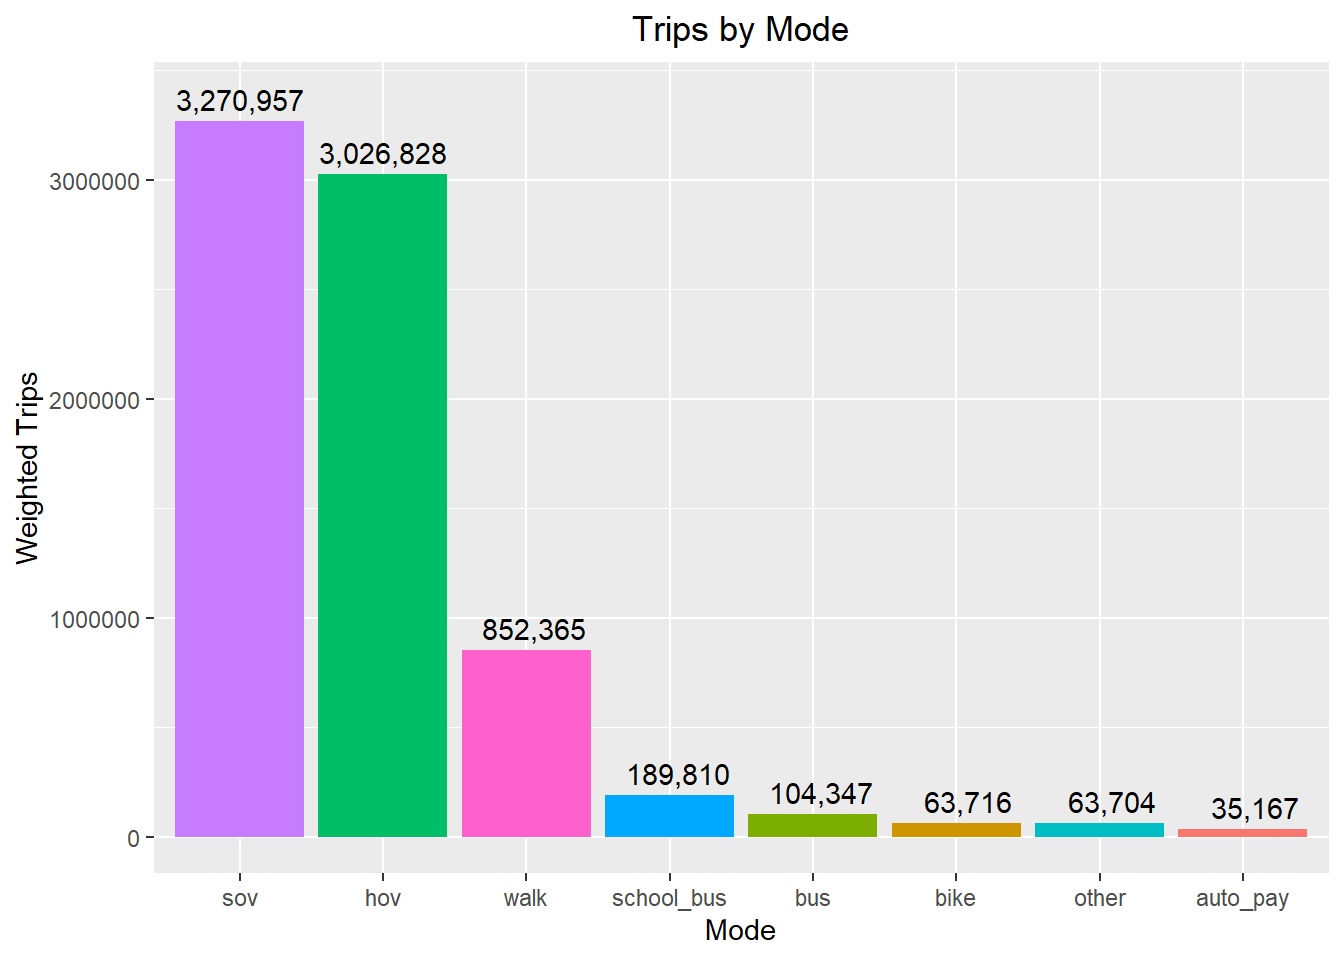 Trips by Mode
Weighted Trips
3000000
2000000
1000000
0
3,270,957
3,026,828
852,365
189,810
104,347
63,716
63,704
35,167
sov
hov
walk
school_bus
bus
bike
other
auto_pay
Mode